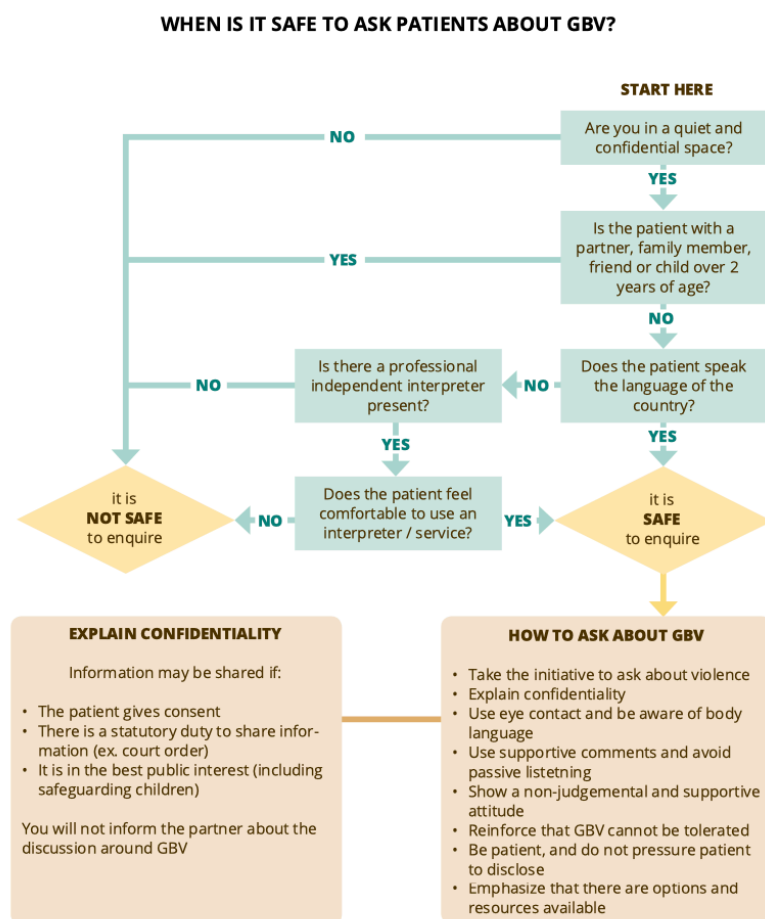 WHEN IS IT SAFE TO ASK PATIENTS ABOUT GBV?
START HERE
Are you in a quiet and
confidential space?
NO
YES
Is the patient with a
partner, family member,
friend or child over 2
years of age?
YES
NO
Does the patient speak
the language of the
country?
NO
Is there a professional
independent interpreter
present?
NO
YES
YES
Does the patient feel
comfortable to use an
interpreter / service?
NO
YES
it is
NOT SAFE
to enquire
it is
SAFE
to enquire
EXPLAIN CONFIDENTIALITY
Information may be shared if:
• The patient gives consent
• There is a statutory duty to share infor-
mation (ex. court order)
• It is in the best public interest (including
safeguarding children)
You will not inform the partner about the
discussion around GBV
HOW TO ASK ABOUT GBV
• Take the initiative to ask about violence
• Explain confidentiality
• Use eye contact and be aware of body
language
• Use supportive comments and avoid
passive listetning
• Show a non-judgemental and supportive
attitude
• Reinforce that GBV cannot be tolerated
• Be patient, and do not pressure patient
to disclose
• Emphasize that there are options and
resources available